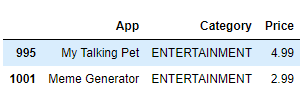 App Category Price
995 My Talking Pet ENTERTAINMENT 4.99
1001 Meme Generator ENTERTAINMENT 2.99